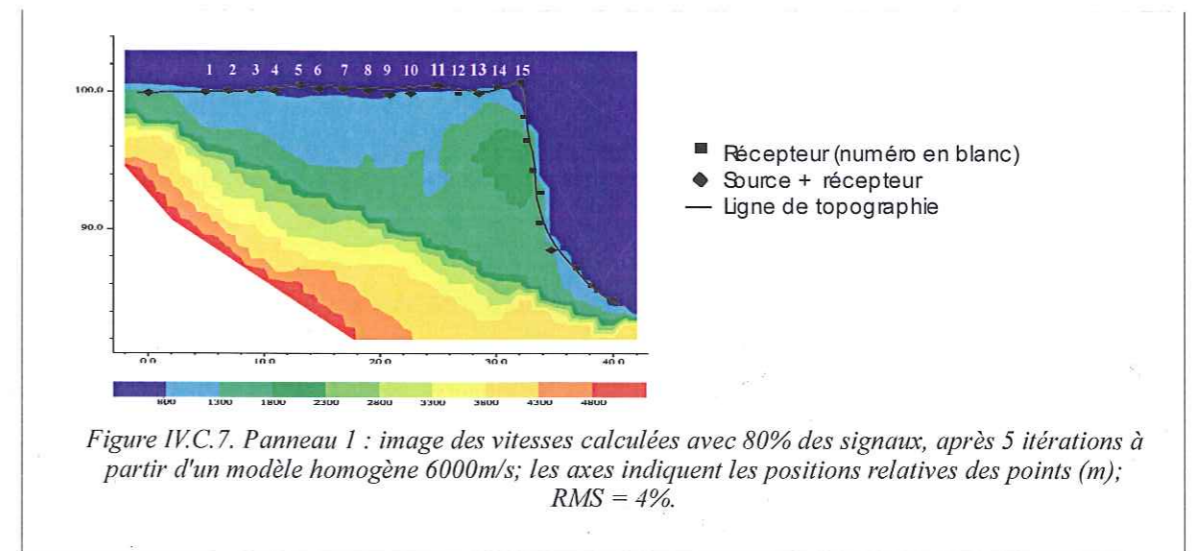 1 2 3 4 5 6 7 8 9 10 11 12 13 14 15
100.0
90.0
Récepteur (numéro en blanc)
Source + récepteur
Ligne de topographie
0.0 10.0 20.0 30.0 40.0
800 1300 1800 2300 2800 3300 3800 4300 4800
Figure IV.C.7. Panneau 1 : image des vitesses calculées avec 80% des signaux, après 5 itérations à
partir d'un modèle homogène 6000m/s; les axes indiquent les positions relatives des points (m);
RMS = 4%.